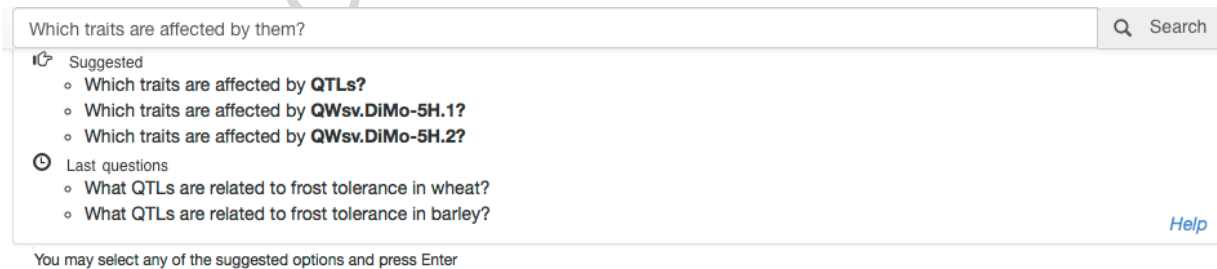 Which traits are affected by them?
Search
Suggested
Which traits are affected by QTLs?
Which traits are affected by QWsv.DiMo-5H.1?
Which traits are affected by QWsv.DiMo-5H.2?
Last questions
What QTLs are related to frost tolerance in wheat?
What QTLs are related to frost tolerance in barley?
Help
You may select any of the suggested options and press Enter